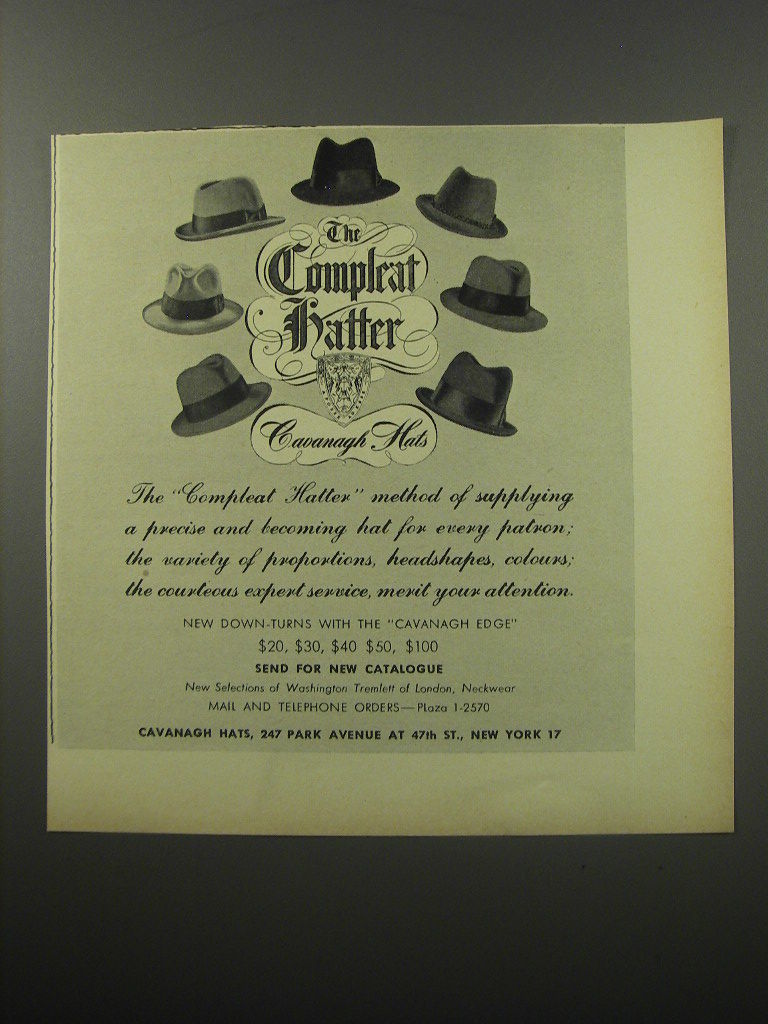 The
Compleat
Hatter
Cavanagh Hats
The "Compleat Hatter" method of supplying
a precise and becoming hat for every patron;
the variety of proportions, headshapes, colours;
the courteous expert service, merit your attention.
NEW DOWN-TURNS WITH THE "CAVANAGH EDGE"
$20, $30, $40 $50, $100
SEND FOR NEW CATALOGUE
New Selections of Washington Tremlett of London, Neckwear
MAIL AND TELEPHONE ORDERS—Plaza 1-2570
CAVANAGH HATS, 247 PARK AVENUE AT 47th ST., NEW YORK 17